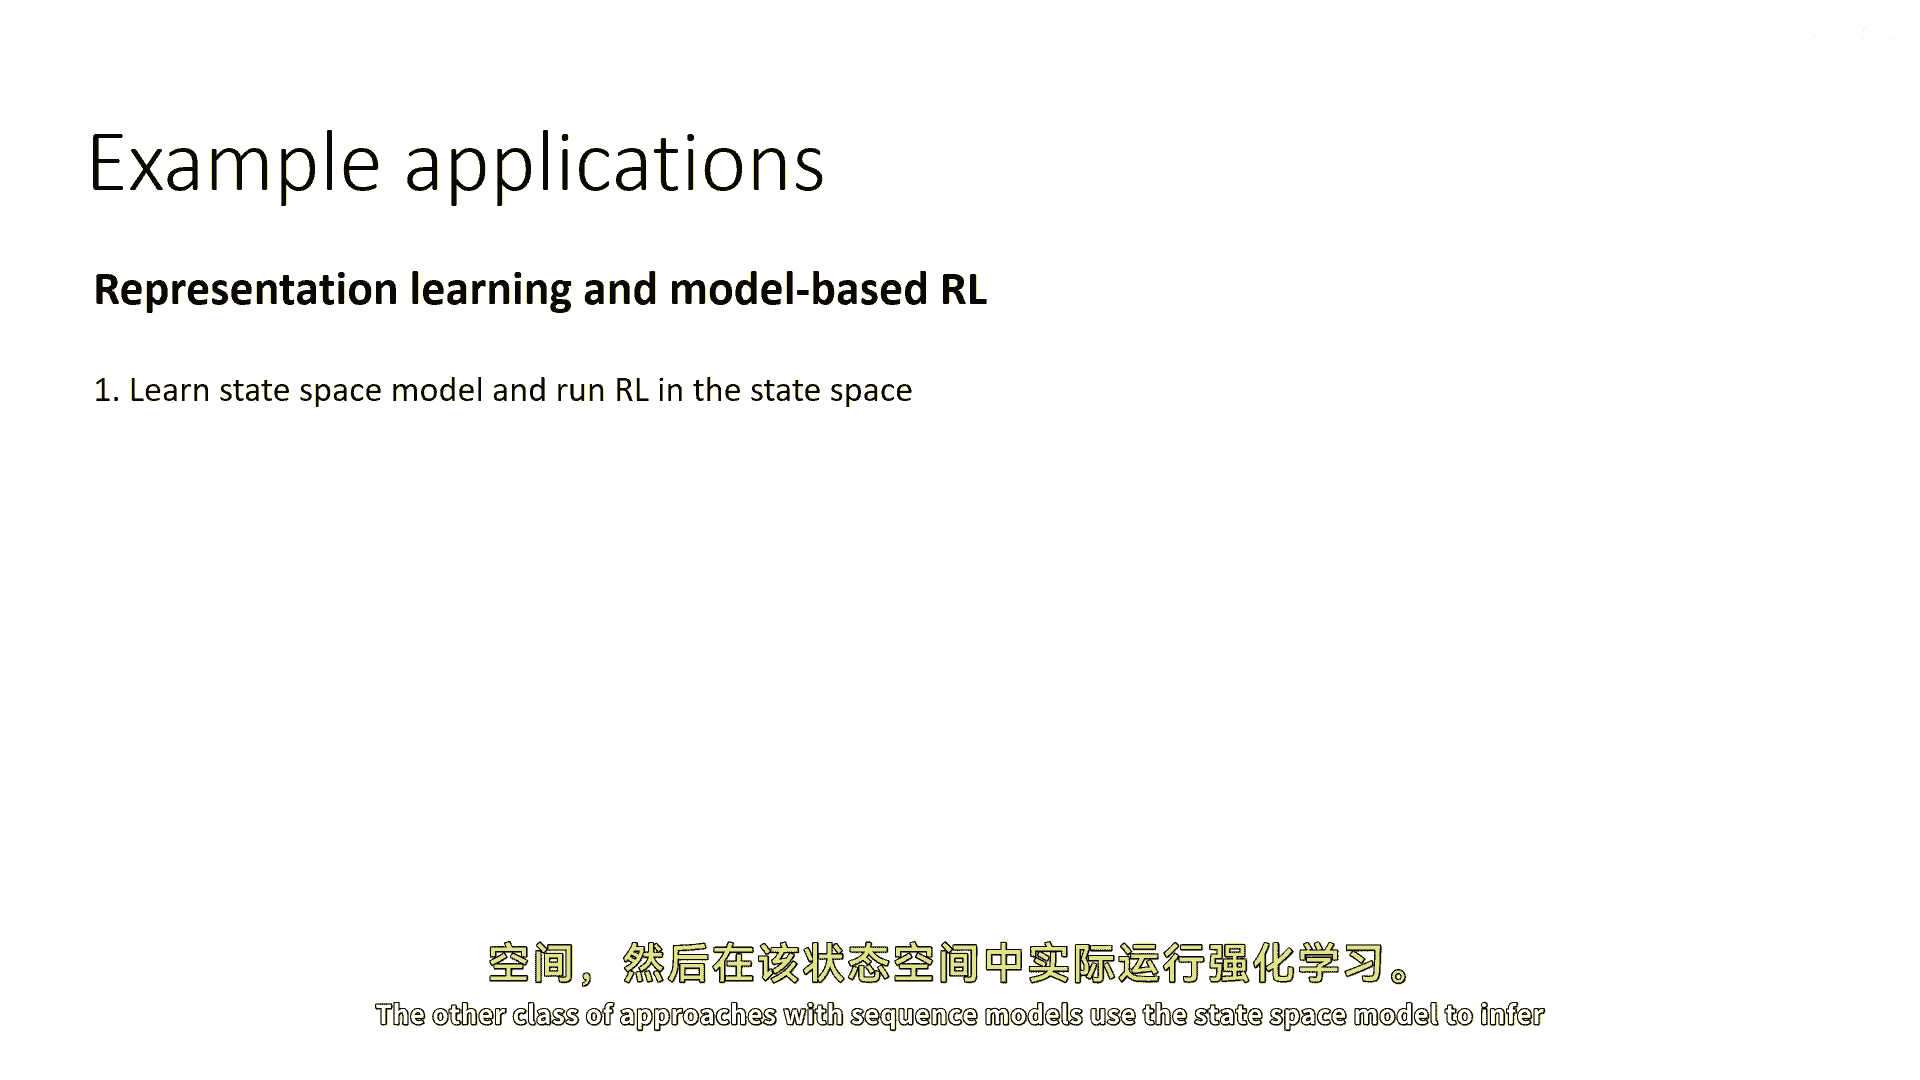 Example applications
Representation learning and model-based RL
1. Learn state space model and run RL in the state space
空间，然后在该状态空间中实际运行强化学习。
The other class of approaches with sequence models use the state space model to infer